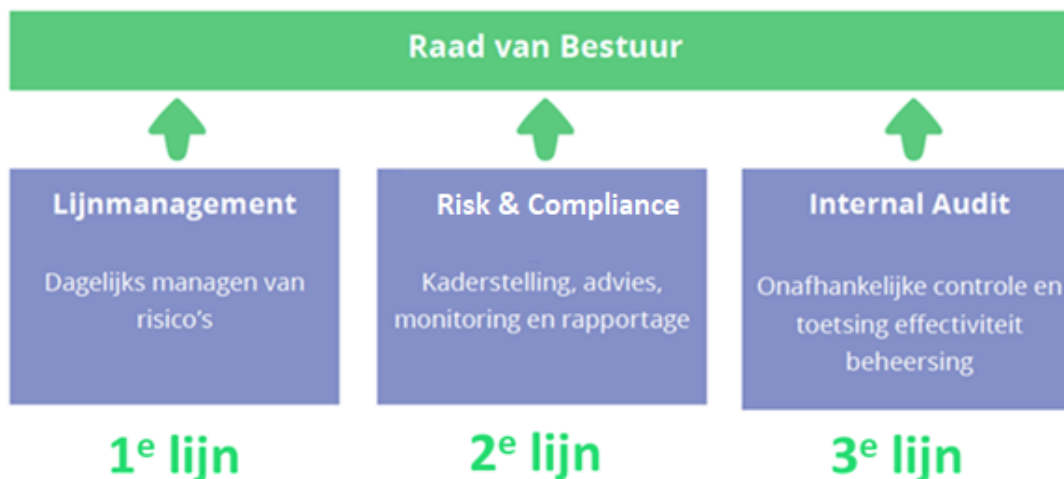 Raad van Bestuur
Lijnmanagement
Dagelijks managen van
risico's
1e lijn
Risk & Compliance
Kaderstelling, advies,
monitoring en rapportage
2e lijn
Internal Audit
Onafhankelijke controle en
toetsing effectiviteit
beheersing
3e lijn